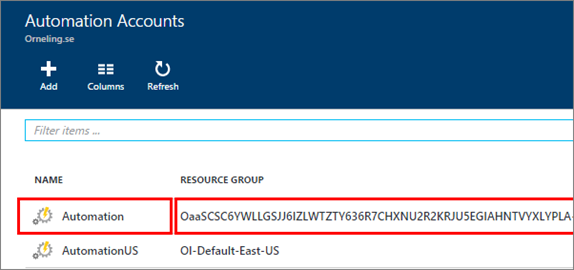 Automation Accounts
Orneling.se
Add Columns Refresh
Filter items ...
NAME RESOURCE GROUP
Automation OaaSCSC6YWLLGSJJ6IZLWTZTY636R7CHXNU2R2KRJU5EGIAHNTVYXLYPLA-
AutomationUS OI-Default-East-US